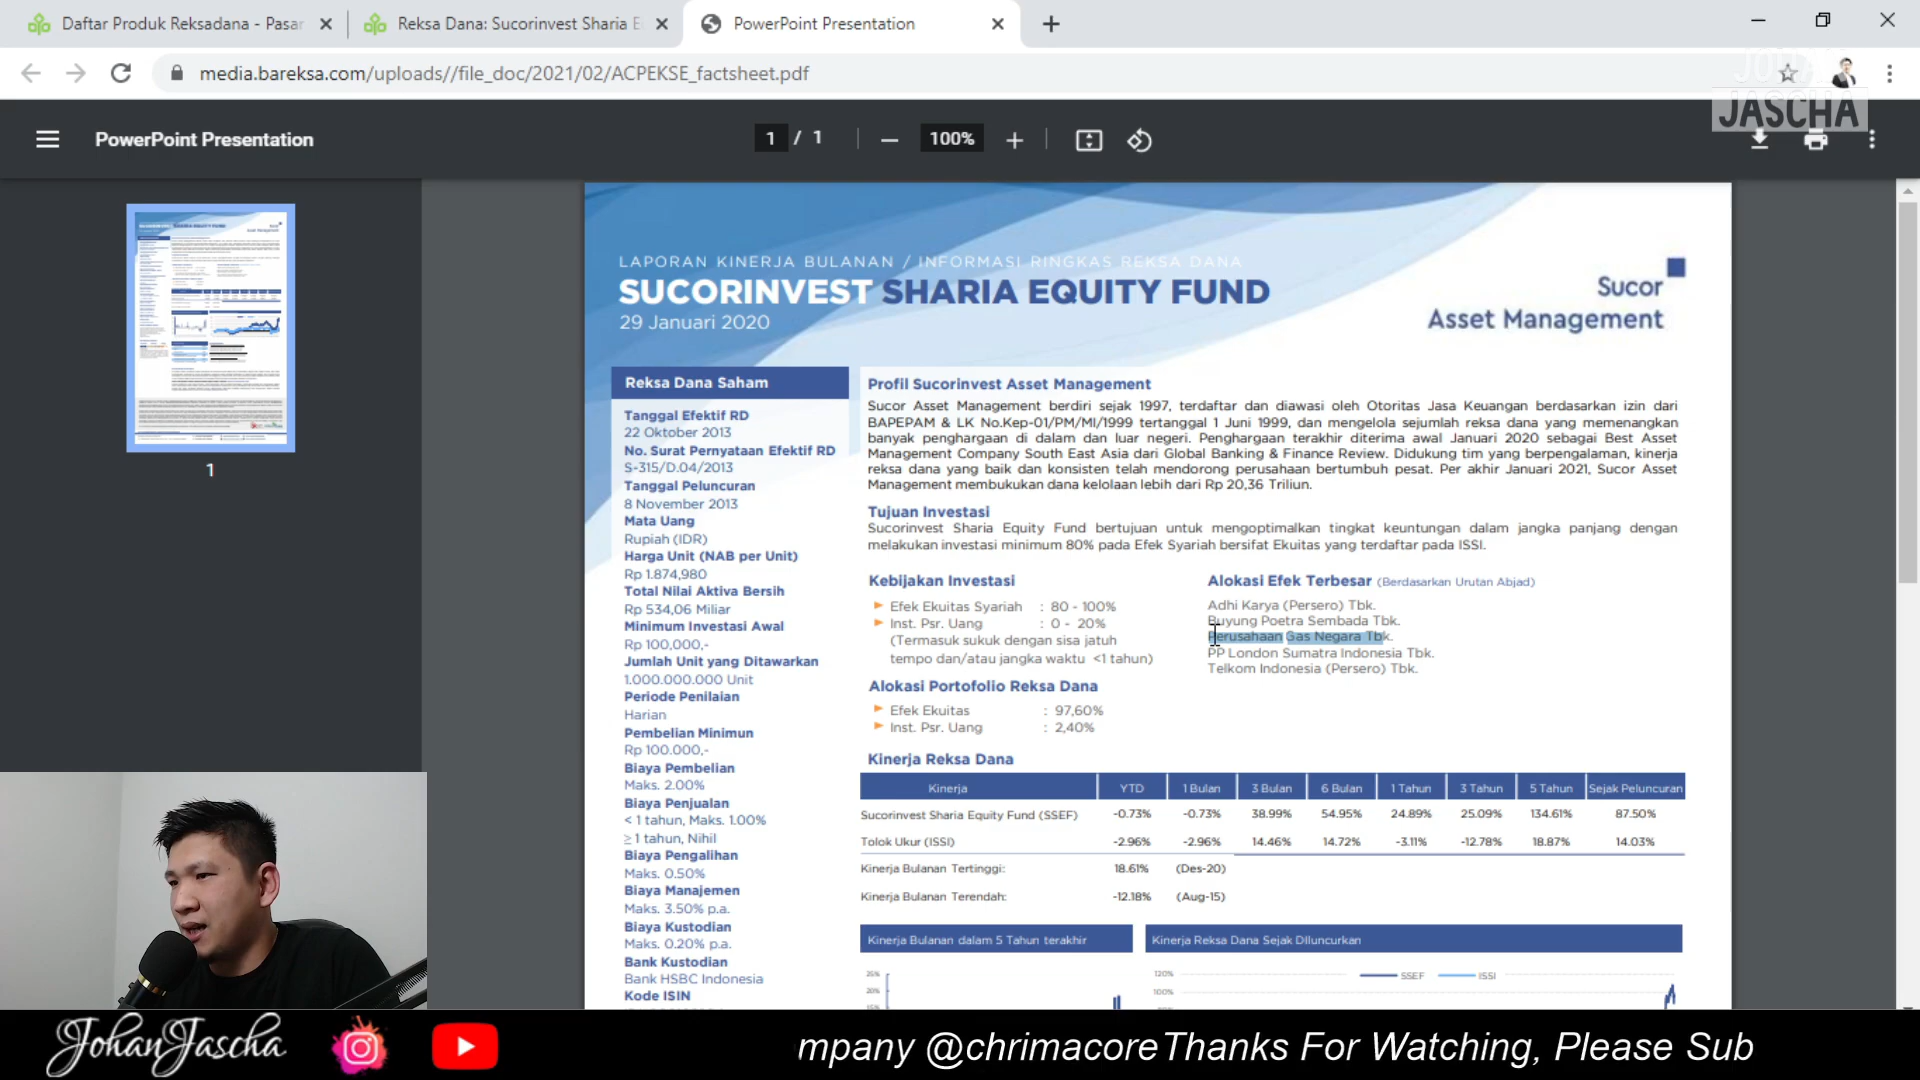 Daftar Produk Reksadana - Pasar
Reksa Dana: Sucorinvest Sharia E
PowerPoint Presentation
media.bareksa.com/uploads//file_doc/2021/02/ACPEKSE_factsheet.pdf
JASCHA
PowerPoint Presentation
1 / 1
100%
1
LAPORAN KINERJA BULANAN / INFORMASI RINGKAS REKSA DANA
SUCORINVEST SHARIA EQUITY FUND
29 Januari 2020
Sucor
Asset Management
Reksa Dana Saham
Tanggal Efektif RD
22 Oktober 2013
No. Surat Pernyataan Efektif RD
S-315/D.04/2013
Tanggal Peluncuran
8 November 2013
Mata Uang
Rupiah (IDR)
Harga Unit (NAB per Unit)
Rp 1.874,980
Total Nilai Aktiva Bersih
Rp 534,06 Miliar
Minimum Investasi Awal
Rp 100,000,-
Jumlah Unit yang Ditawarkan
1.000.000.000 Unit
Periode Penilaian
Harian
Pembelian Minimun
Rp 100.000,-
Biaya Pembelian
Maks. 2.00%
Biaya Penjualan
< 1 tahun, Maks. 1.00%
≥ 1 tahun, Nihil
Biaya Pengalihan
Maks. 0.50%
Biaya Manajemen
Maks. 3.50% p.a.
Biaya Kustodian
Maks. 0.20% p.a.
Bank Kustodian
Bank HSBC Indonesia
Kode ISIN
Profil Sucorinvest Asset Management
Sucor Asset Management berdiri sejak 1997, terdaftar dan diawasi oleh Otoritas Jasa Keuangan berdasarkan izin dari
BAPEPAM & LK No.Kep-01/PM/MI/1999 tertanggal 1 Juni 1999, dan mengelola sejumlah reksa dana yang memenangkan
banyak penghargaan di dalam dan luar negeri. Penghargaan terakhir diterima awal Januari 2020 sebagai Best Asset
Management Company South East Asia dari Global Banking & Finance Review. Didukung tim yang berpengalaman, kinerja
reksa dana yang baik dan konsisten telah mendorong perusahaan bertumbuh pesat. Per akhir Januari 2021, Sucor Asset
Management membukukan dana kelolaan lebih dari Rp 20,36 Triliun.
Tujuan Investasi
Sucorinvest Sharia Equity Fund bertujuan untuk mengoptimalkan tingkat keuntungan dalam jangka panjang dengan
melakukan investasi minimum 80% pada Efek Syariah bersifat Ekuitas yang terdaftar pada ISSI.
Kebijakan Investasi
Efek Ekuitas Syariah : 80 - 100%
Inst. Psr. Uang : 0 - 20%
(Termasuk sukuk dengan sisa jatuh
tempo dan/atau jangka waktu <1 tahun)
Alokasi Portofolio Reksa Dana
Efek Ekuitas : 97,60%
Inst. Psr. Uang : 2,40%
Alokasi Efek Terbesar (Berdasarkan Urutan Abjad)
Adhi Karya (Persero) Tbk.
Buyung Poetra Sembada Tbk.
Perusahaan Gas Negara Tbk.
PP London Sumatra Indonesia Tbk.
Telkom Indonesia (Persero) Tbk.
Kinerja Reksa Dana
Kinerja YTD 1 Bulan 3 Bulan 6 Bulan 1 Tahun 3 Tahun 5 Tahun Sejak Peluncuran
Sucorinvest Sharia Equity Fund (SSEF) -0.73% -0.73% 38.99% 54.95% 24.89% 25.09% 134.61% 87.50%
Tolok Ukur (ISSI) -2.96% -2.96% 14.46% 14.72% -3.11% -12.78% 18.87% 14.03%
Kinerja Bulanan Tertinggi: 18.61% (Des-20)
Kinerja Bulanan Terendah: -12.18% (Aug-15)
Kinerja Bulanan dalam 5 Tahun terakhir
Kinerja Reksa Dana Sejak DIluncurkan
20%
120%
100%
SSEF ISSI
JohanJascha
mpany @chrimacoreThanks For Watching, Please Sub